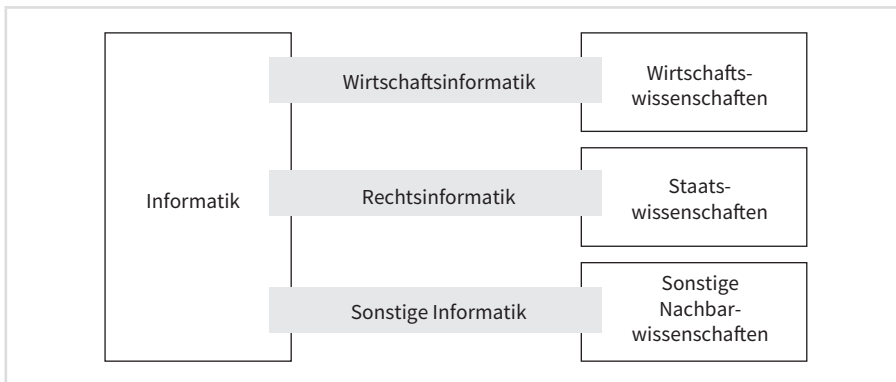 Informatik
Wirtschaftsinformatik
Wirtschafts-
wissenschaften
Rechtsinformatik
Staats-
wissenschaften
Sonstige Informatik
Sonstige
Nachbar-
wissenschaften